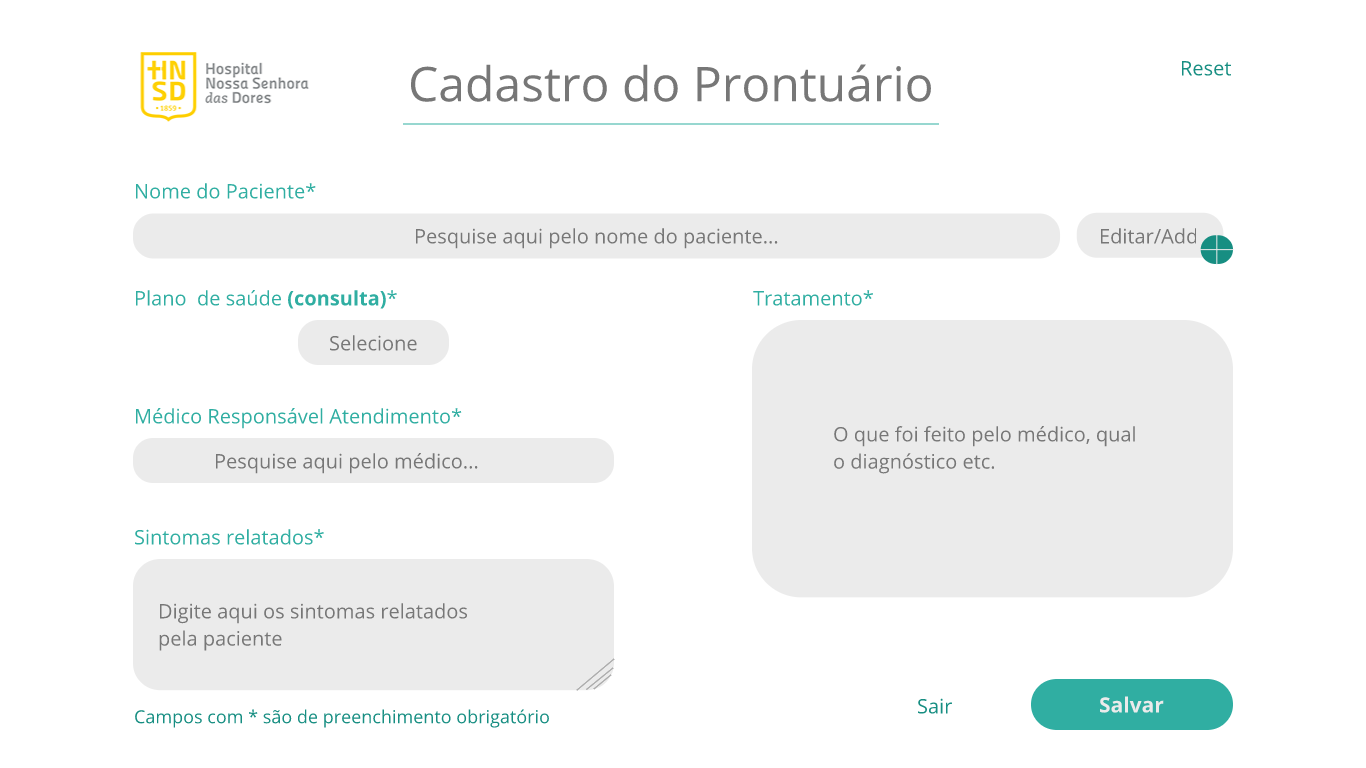 HN
SD
1859
Hospital
Nossa Senhora
das Dores
Cadastro do Prontuário
Reset
Nome do Paciente*
Pesquise aqui pelo nome do paciente...
Editar/Add
Plano de saúde (consulta)*
Selecione
Tratamento*
O que foi feito pelo médico, qual
o diagnóstico etc.
Médico Responsável Atendimento*
Pesquise aqui pelo médico...
Sintomas relatados*
Digite aqui os sintomas relatados
pela paciente
Campos com * são de preenchimento obrigatório
Sair
Salvar